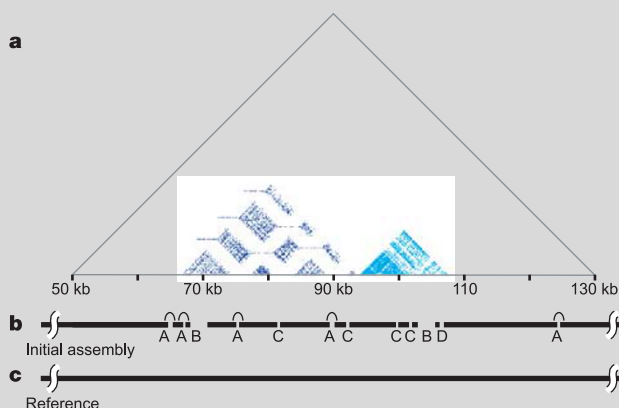 a
50 kb 70 kb 90 kb 110 130 kb
b
A A B A C A C C C B D A
Initial assembly
c
Reference